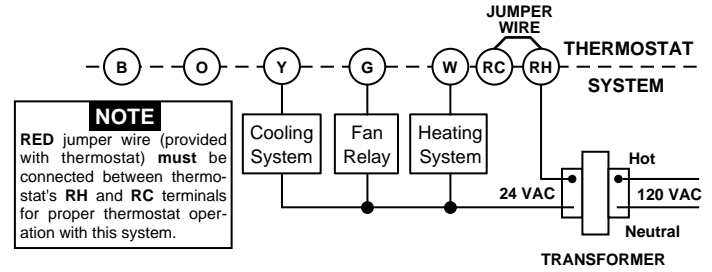 JUMPER
WIRE
THERMOSTAT
B O Y G W RC RH
SYSTEM
NOTE
RED jumper wire (provided
with thermostat) must be
connected between thermo-
stat's RH and RC terminals
for proper thermostat oper-
ation with this system.
Cooling
System
Fan
Relay
Heating
System
Hot
24 VAC
120 VAC
Neutral
TRANSFORMER